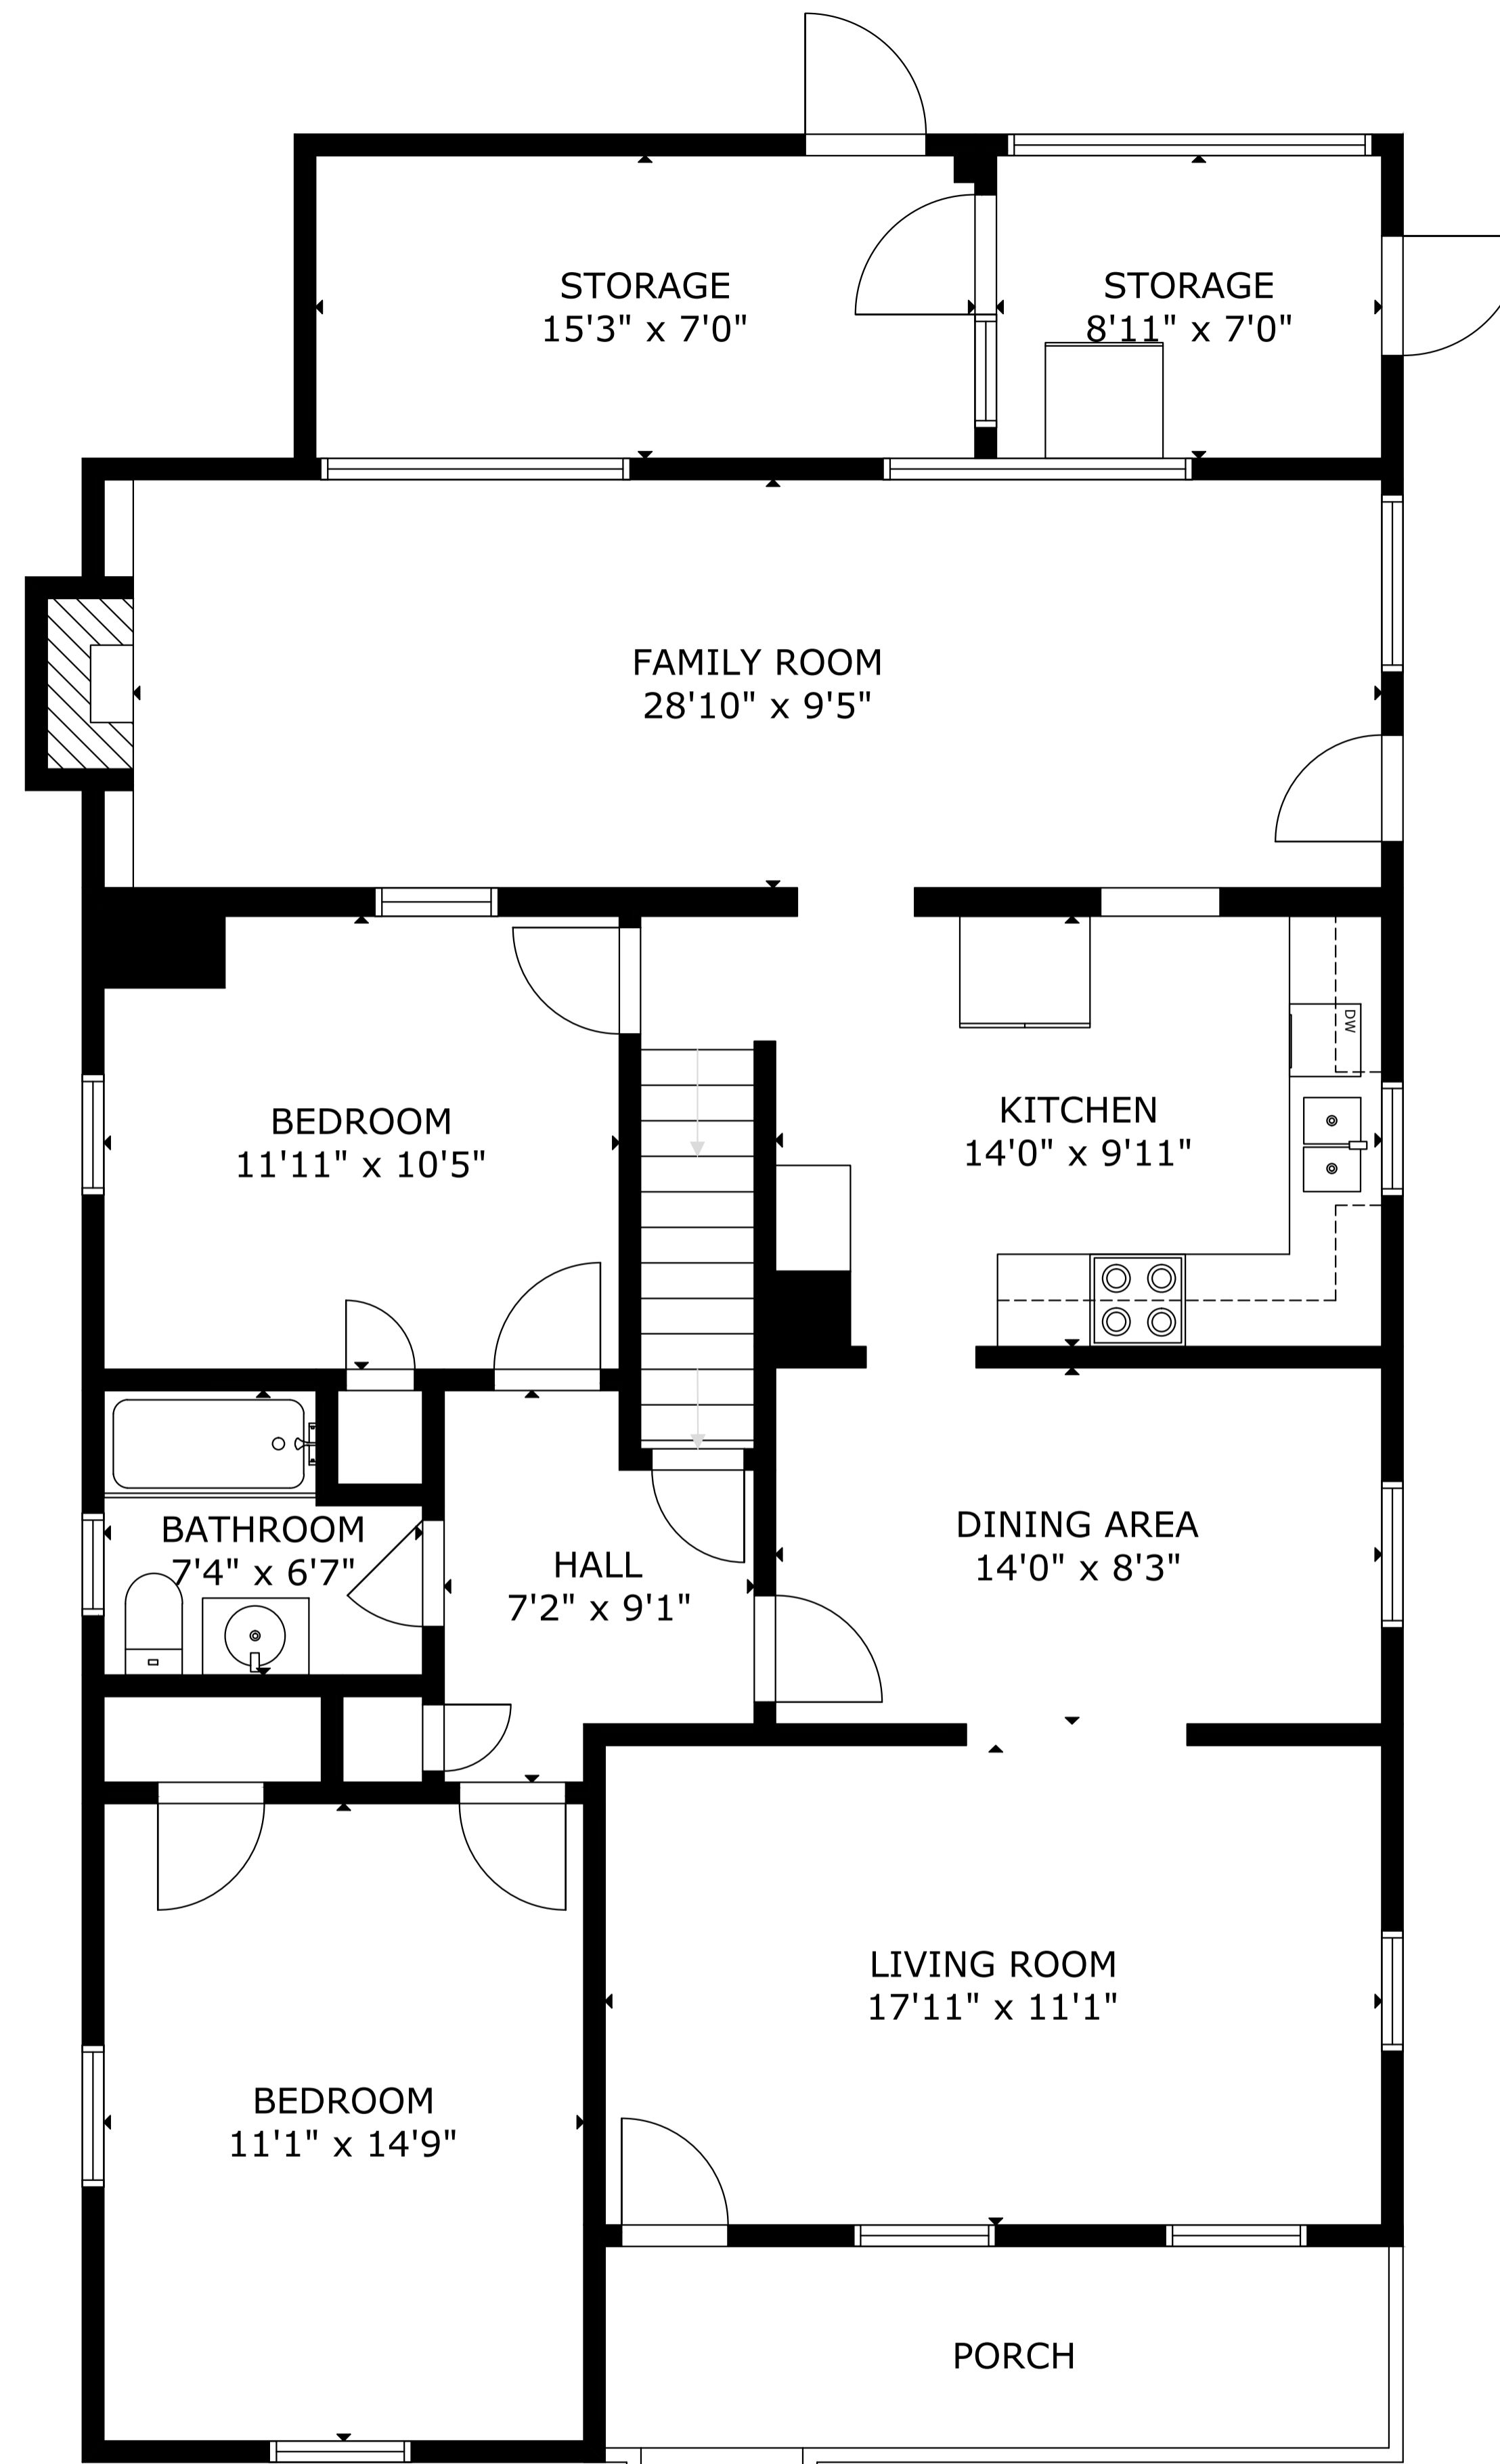 STORAGE
15'3" x 7'0"
STORAGE
8'11" x 7'0"
FAMILY ROOM
28'10" x 9'5"
DW
BEDROOM
11'11" x 10'5"
KITCHEN
14'0" x 9'11"
BATHROOM
7'4" x 6'7"
HALL
7'2" x 9'1"
DINING AREA
14'0" x 8'3"
LIVING ROOM
17'11" x 11'1"
BEDROOM
11'1" x 14'9"
PORCH